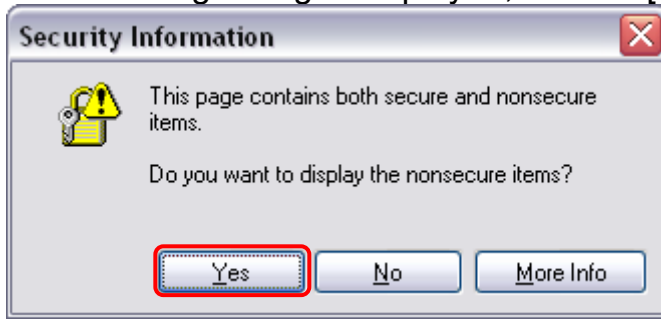 Security Information
This page contains both secure and nonsecure
items.
Do you want to display the nonsecure items?
Yes No More Info